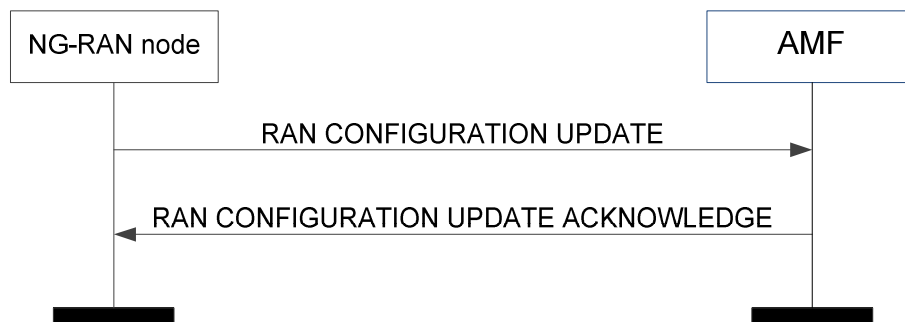 NG-RAN node
AMF
RAN CONFIGURATION UPDATE
RAN CONFIGURATION UPDATE ACKNOWLEDGE